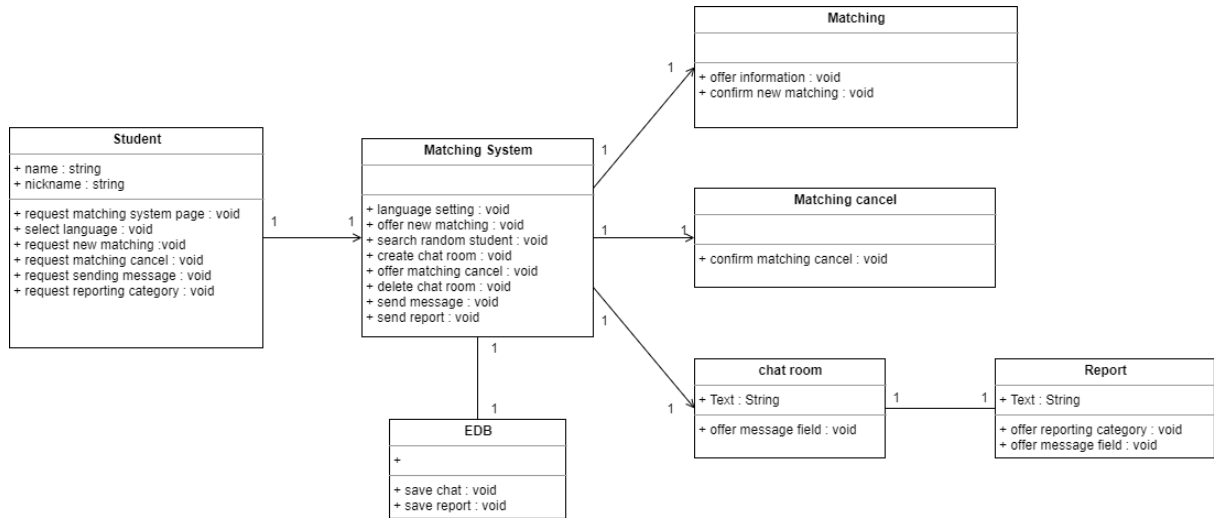 Matching
+ offer information : void
+ confirm new matching : void
Student
+ name : string
+ nickname : string
+ request matching system page : void
+ select language : void
+ request new matching :void
+ request matching cancel : void
+ request sending message : void
+ request reporting category : void
1
1
Matching System
+ language setting : void
+ offer new matching : void
+ search random student : void
+ create chat room : void
+ offer matching cancel : void
+ delete chat room : void
+ send message : void
+ send report : void
1
1
1
1
Matching cancel
+ confirm matching cancel : void
1
1
chat room
+ Text : String
+ offer message field : void
1
1
Report
+ Text : String
+ offer reporting category : void
+ offer message field : void
1
1
EDB
+
+ save chat : void
+ save report : void